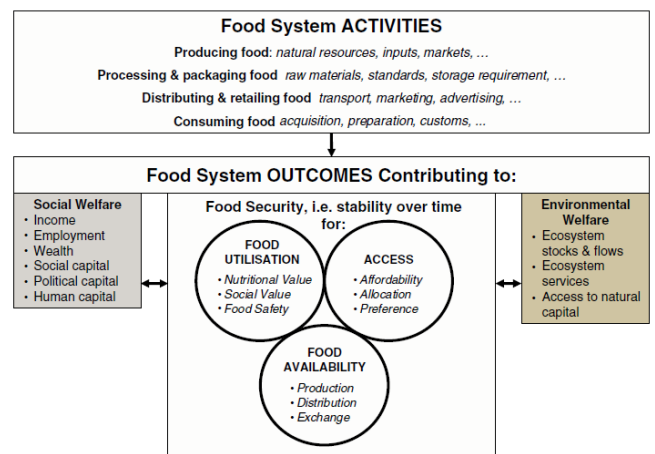 Food System ACTIVITIES
Producing food: natural resources, inputs, markets, …
Processing & packaging food raw materials, standards, storage requirement, …
Distributing & retailing food transport, marketing, advertising, …
Consuming food acquisition, preparation, customs, ...
Food System OUTCOMES Contributing to:
Social Welfare
• Income
• Employment
• Wealth
• Social capital
• Political capital
• Human capital
Food Security, i.e. stability over time
for:
FOOD
UTILISATION
• Nutritional Value
• Social Value
• Food Safety
ACCESS
• Affordability
• Allocation
• Preference
FOOD
AVAILABILITY
• Production
• Distribution
• Exchange
Environmental
Welfare
• Ecosystem
stocks & flows
• Ecosystem
services
• Access to natural
capital